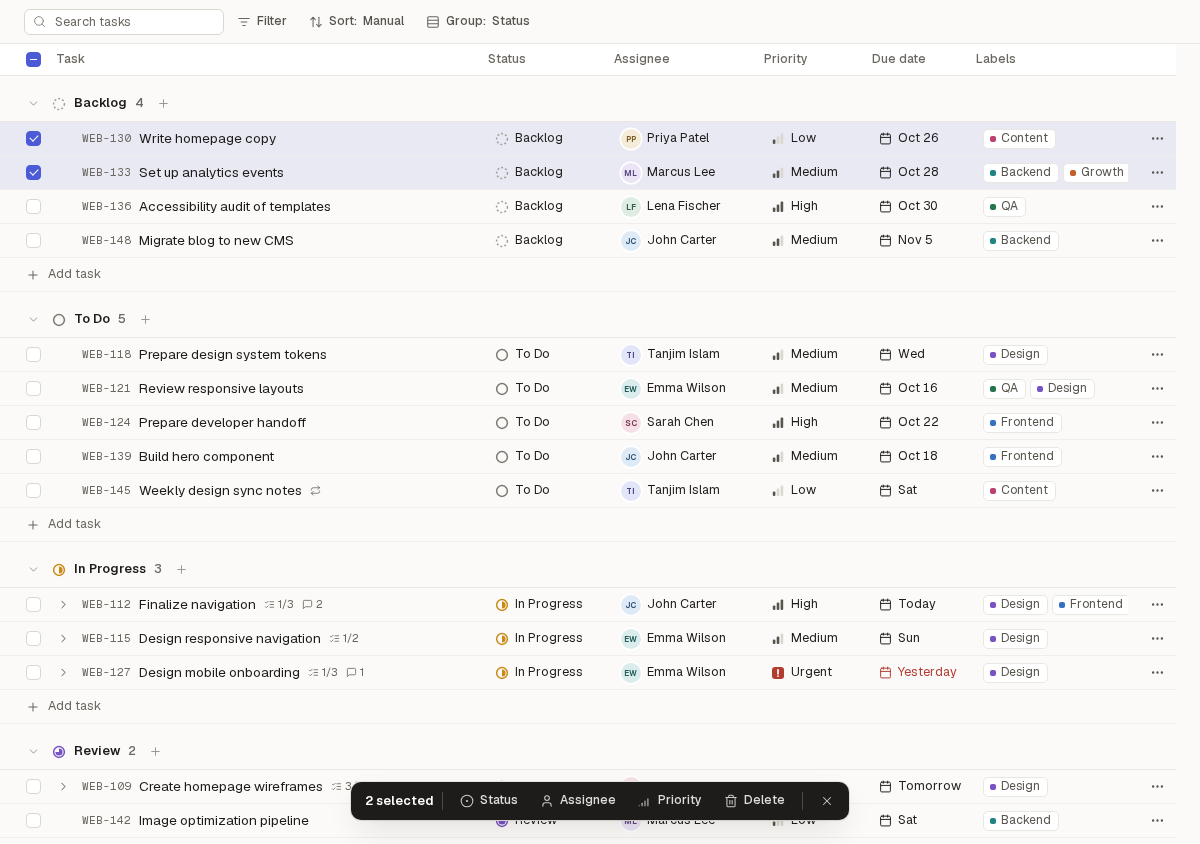 Search tasks Filter Sort: Manual Group: Status
Task Status Assignee Priority Due date Labels
Backlog 4
WEB-130 Write homepage copy Backlog PP Priya Patel Low Oct 26 Content
WEB-133 Set up analytics events Backlog ML Marcus Lee Medium Oct 28 Backend Growth
WEB-136 Accessibility audit of templates Backlog LF Lena Fischer High Oct 30 QA
WEB-148 Migrate blog to new CMS Backlog JC John Carter Medium Nov 5 Backend
Add task
To Do 5
WEB-118 Prepare design system tokens To Do TI Tanjim Islam Medium Wed Design
WEB-121 Review responsive layouts To Do EW Emma Wilson Medium Oct 16 QA Design
WEB-124 Prepare developer handoff To Do SC Sarah Chen High Oct 22 Frontend
WEB-139 Build hero component To Do JC John Carter Medium Oct 18 Frontend
WEB-145 Weekly design sync notes To Do TI Tanjim Islam Low Sat Content
Add task
In Progress 3
WEB-112 Finalize navigation 1/3 2 In Progress JC John Carter High Today Design Frontend
WEB-115 Design responsive navigation 1/2 In Progress EW Emma Wilson Medium Sun Design
WEB-127 Design mobile onboarding 1/3 1 In Progress EW Emma Wilson Urgent Yesterday Design
Add task
Review 2
WEB-109 Create homepage wireframes Tomorrow Design
2 selected Status Assignee Priority Delete
WEB-142 Image optimization pipeline Review ML Marcus Lee Low Sat Backend